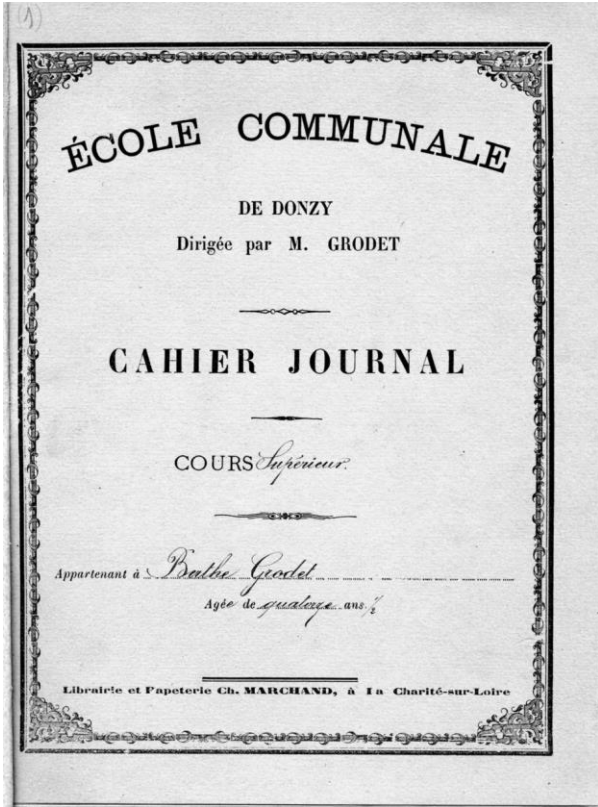 (1)
ÉCOLE COMMUNALE
DE DONZY
Dirigée par M. GRODET
CAHIER JOURNAL
COURS Supérieur.
Appartenant à Berthe Grodet
Agée de quatorze ans 1/2
Librairie et Papeterie Ch. MARCHAND, à la Charité-sur-Loire